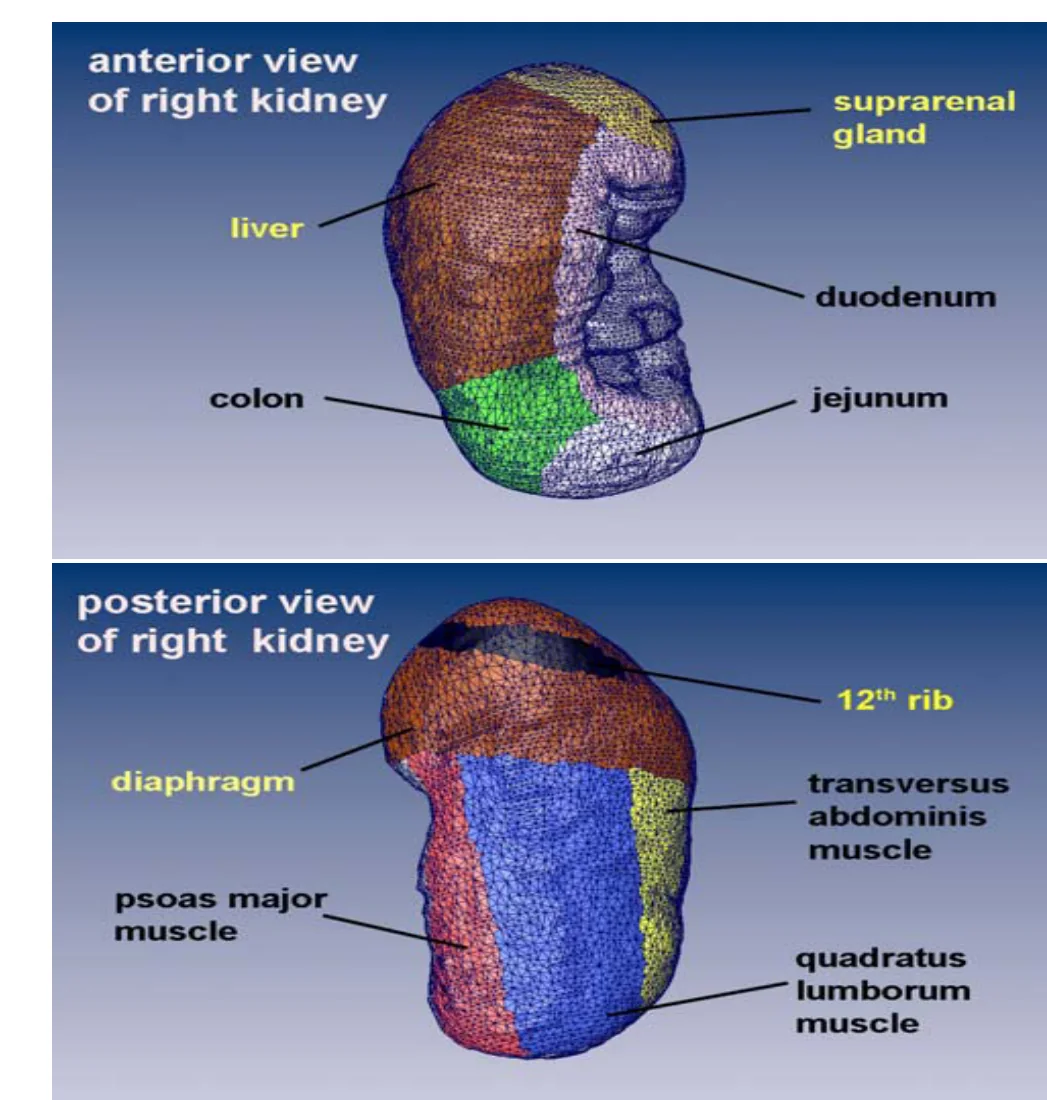 anterior view
of right kidney
suprarenal
gland
liver
duodenum
colon
jejunum
posterior view
of right kidney
12th rib
diaphragm
transversus
abdominis
muscle
psoas major
muscle
quadratus
lumborum
muscle